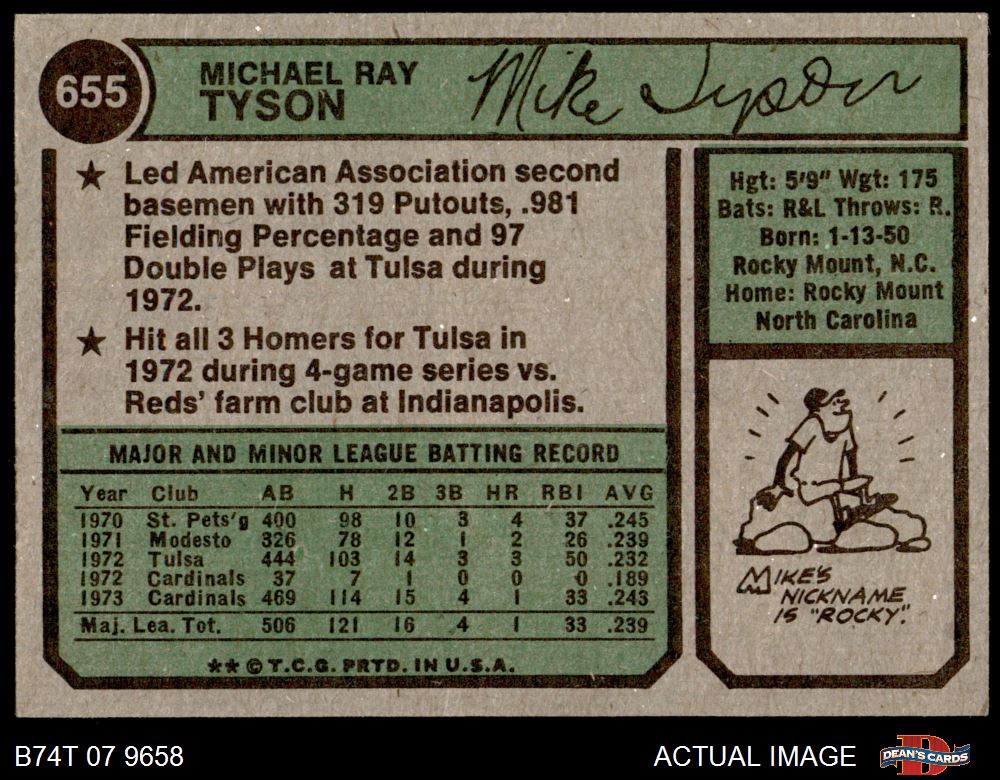 655
MICHAEL RAY
TYSON
Mike Tyson
★ Led American Association second
basemen with 319 Putouts, .981
Fielding Percentage and 97
Double Plays at Tulsa during
1972.
★ Hit all 3 Homers for Tulsa in
1972 during 4-game series vs.
Reds' farm club at Indianapolis.
Hgt: 5'9" Wgt: 175
Bats: R&L Throws: R.
Born: 1-13-50
Rocky Mount, N.C.
Home: Rocky Mount
North Carolina
MAJOR AND MINOR LEAGUE BATTING RECORD
Year Club AB H 2B 3B HR RBI AVG
1970 St. Pets'g 400 98 10 3 4 37 .245
1971 Modesto 326 78 12 1 2 26 .239
1972 Tulsa 444 103 14 3 3 50 .232
1972 Cardinals 37 7 1 0 0 0 .189
1973 Cardinals 469 114 15 4 1 33 .243
Maj. Lea. Tot. 506 121 16 4 1 33 .239
** © T.C.G. PRTD. IN U.S.A.
MIKE'S
NICKNAME
IS "ROCKY".
B74T 07 9658
ACTUAL IMAGE
D
DEAN'S CARDS